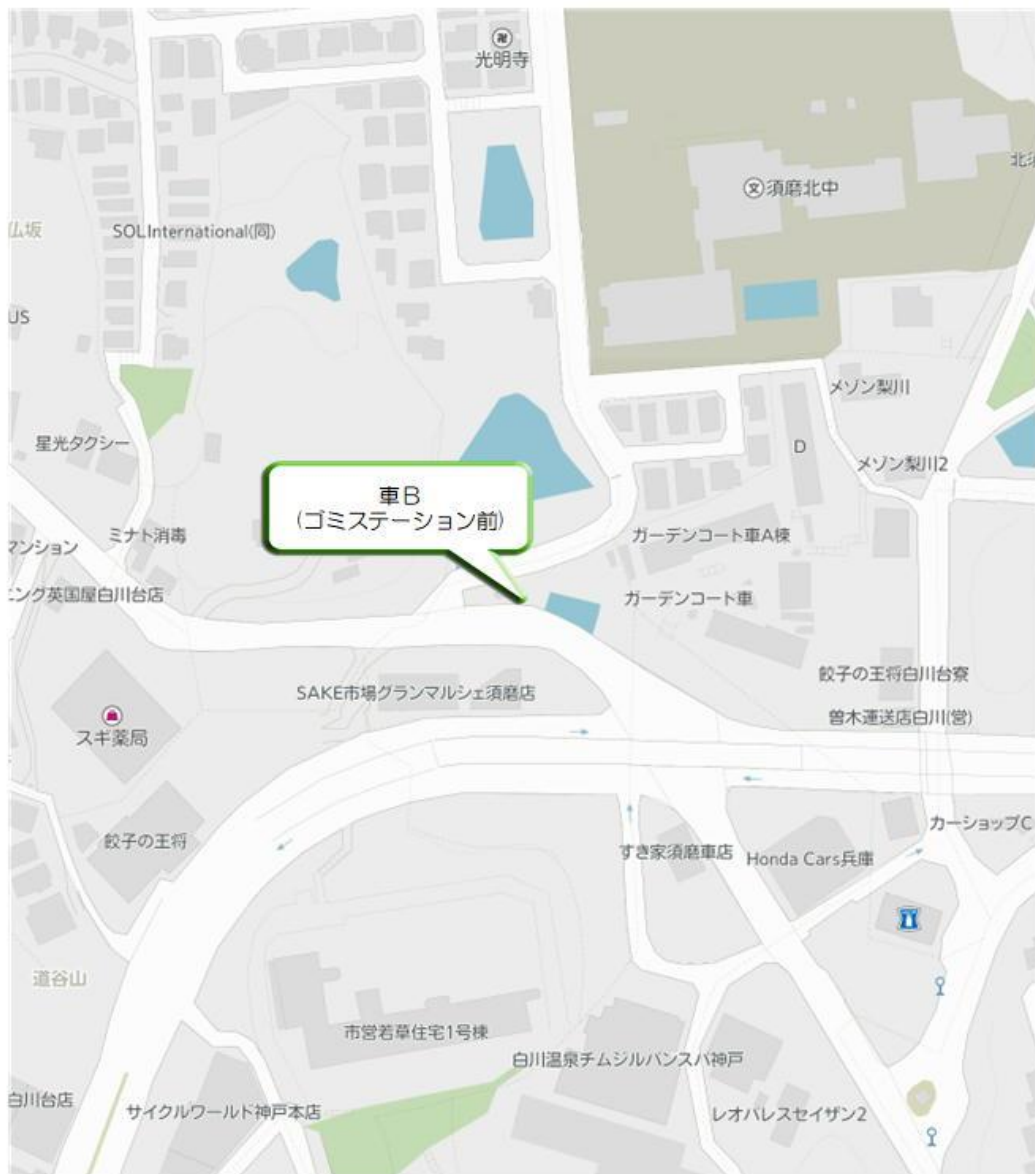 光明寺
須磨北中
仏坂
SOLInternational(同)
US
メゾン梨川
星光タクシー
D
メゾン梨川2
車B
(ゴミステーション前)
マンション
ミナト消毒
ガーデンコート車A棟
ニング英国屋白川台店
ガーデンコート車
餃子の王将白川台寮
SAKE市場グランマルシェ須磨店
曽木運送店白川(営)
スギ薬局
カーショップC
餃子の王将
すき家須磨車店
Honda Cars兵庫
道谷山
市営若草住宅1号棟
白川温泉チムジルバンスパ神戸
白川台店
サイクルワールド神戸本店
レオパレスセイザン2